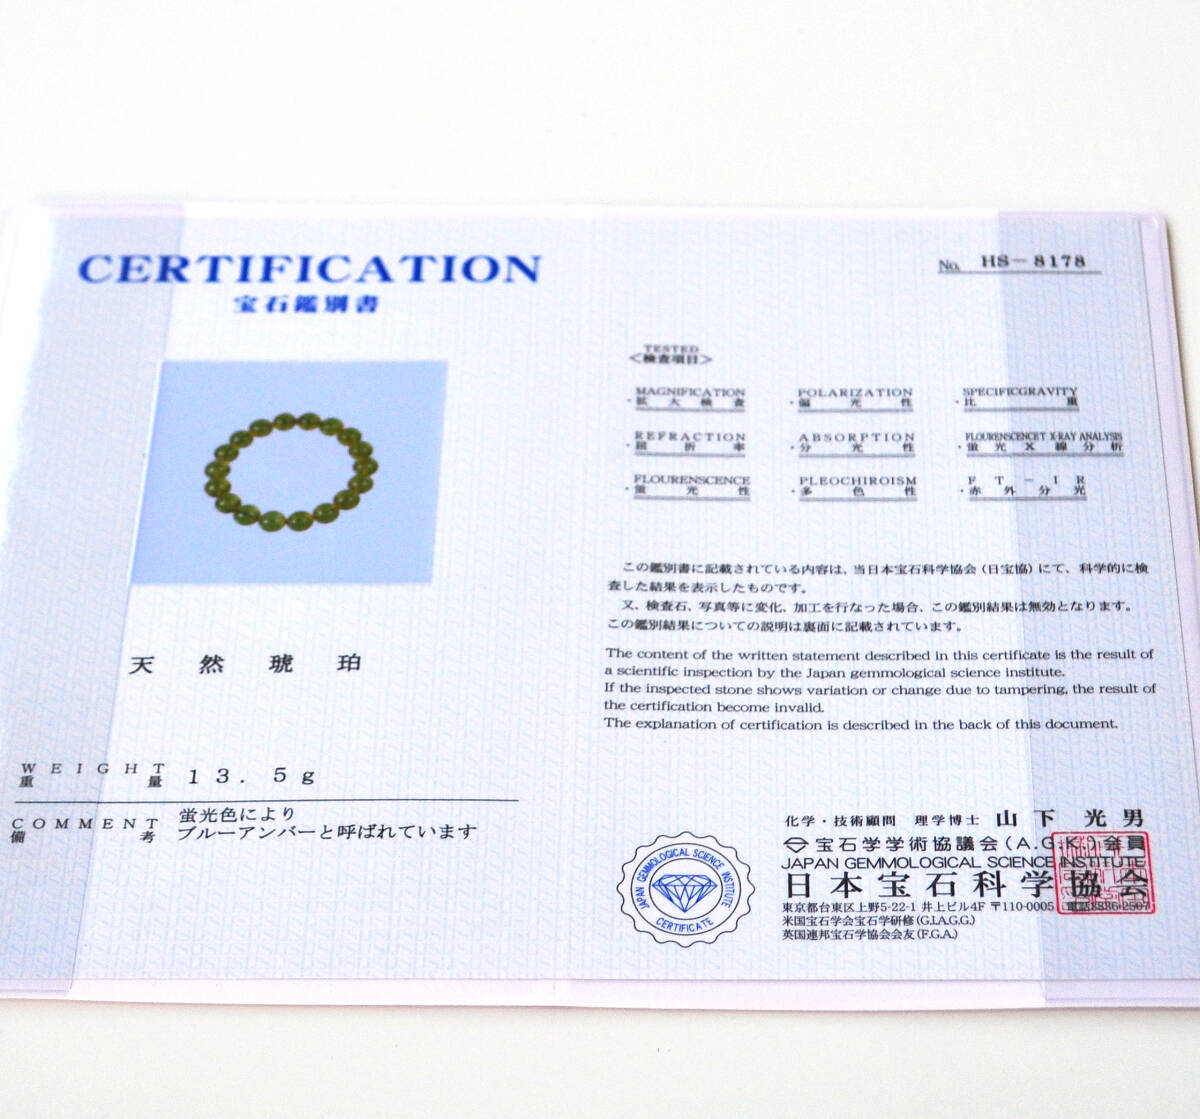 CERTIFICATION
宝石鑑別書
No. HS-8178
TESTED
<検査項目>
MAGNIFICATION
・拡大検査
POLARIZATION
・偏光性
SPECIFICGRAVITY
・比重
REFRACTION
・屈折率
ABSORPTION
・分光性
FLOURENSCENCET X-RAY ANALYSIS
・蛍光X線分析
FLOURENSCENCE
・蛍光性
PLEOCHROISM
・多色性
FT-IR
・赤外分光
この鑑別書に記載されている内容は、当日本宝石科学協会(日宝協)にて、科学的に検
査した結果を表示したものです。
又、検査石、写真等に変化、加工を行なった場合、この鑑別結果は無効となります。
この鑑別結果についての説明は裏面に記載されています。
The content of the written statement described in this certificate is the result of
a scientific inspection by the Japan gemmological science institute.
If the inspected stone shows variation or change due to tampering, the result of
the certification become invalid.
The explanation of certification is described in the back of this document.
天然琥珀
WEIGHT
重量 13.5g
COMMENT
備考
蛍光色により
ブルーアンバーと呼ばれています
JAPAN GEMMOLOGICAL SCIENCE INSTITUTE
CERTIFICATE
化学・技術顧問 理学博士 山下光男
宝石学学術協議会(A.G.K.)会員
JAPAN GEMMOLOGICAL SCIENCE INSTITUTE
日本宝石科学協会
東京都台東区上野5-22-1 井上ビル4F 〒110-0005 電話3836-2507
米国宝石学会宝石学研修(G.I.A.G.G.)
英国連邦宝石学協会会友(F.G.A.)